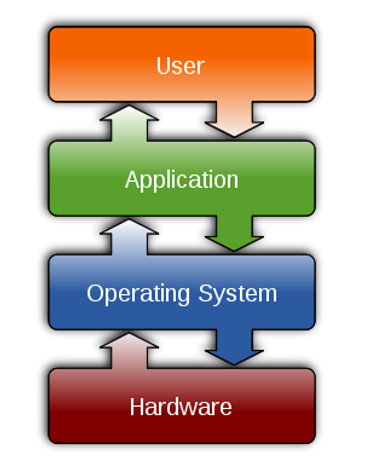 User
Application
Operating System
Hardware